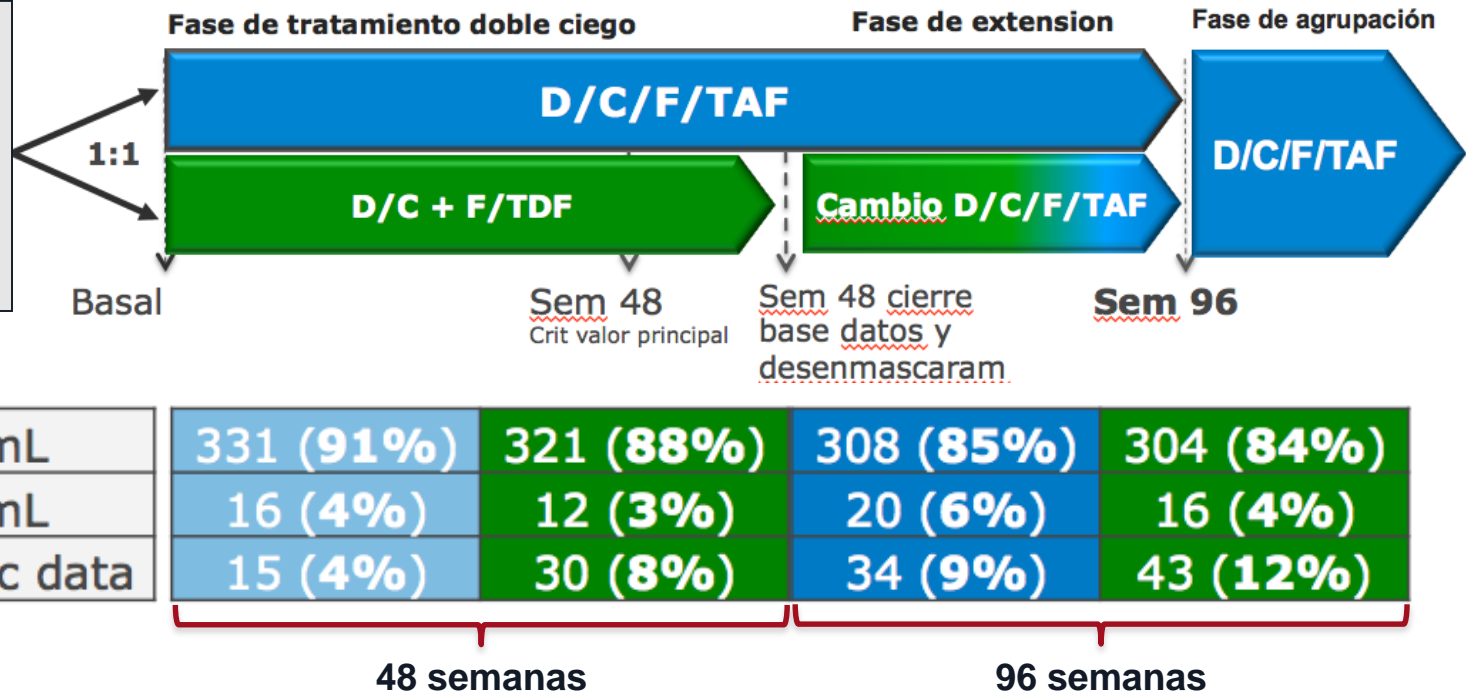 Fase de tratamiento doble ciego
Fase de extension
Fase de agrupación
D/C/F/TAF
1:1
D/C/F/TAF
D/C + F/TDF
Cambio D/C/F/TAF
Basal
Sem 48
Crit valor principal
Sem 48 cierre
base datos y
desenmascaram
Sem 96
mL 331 (91%) 321 (88%) 308 (85%) 304 (84%)
mL 16 (4%) 12 (3%) 20 (6%) 16 (4%)
c data 15 (4%) 30 (8%) 34 (9%) 43 (12%)
48 semanas
96 semanas